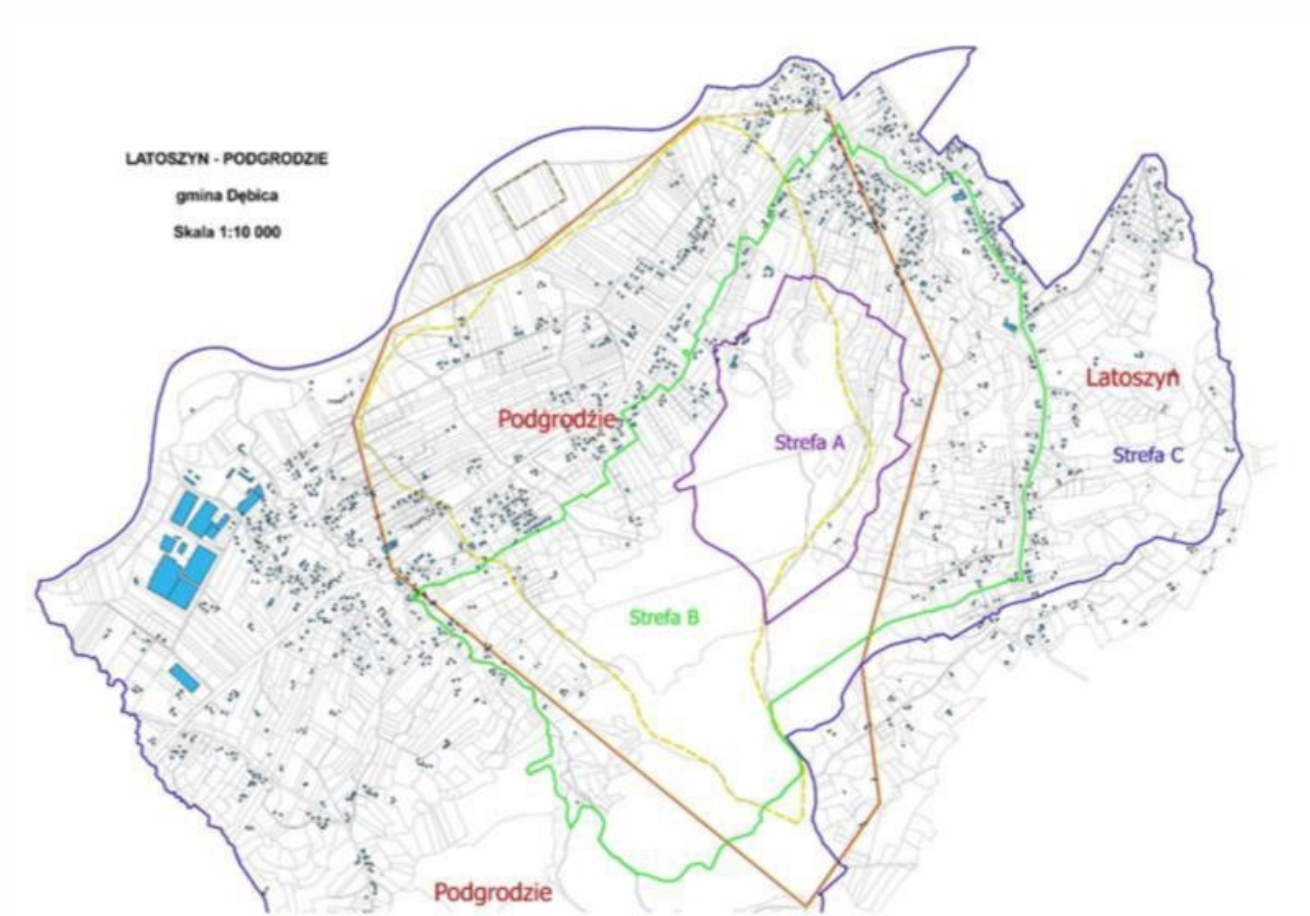 LATOSZYN - PODGRODZIE
gmina Dębica
Skala 1:10 000
Latoszyn
Podgrodzie
Strefa A
Strefa C
Strefa B
Podgrodzie